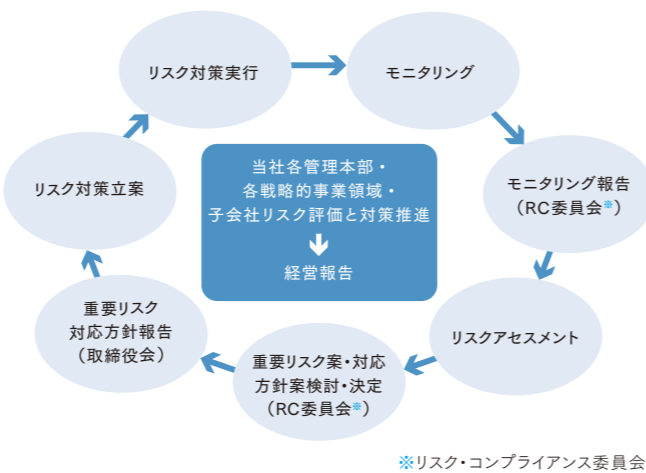 リスク対策実行
モニタリング
リスク対策立案
当社各管理本部・
各戦略的事業領域・
子会社リスク評価と対策推進
経営報告
モニタリング報告
(RC委員会※)
重要リスク
対応方針報告
(取締役会)
リスクアセスメント
重要リスク案・対応
方針案検討・決定
(RC委員会※)
※リスク・コンプライアンス委員会